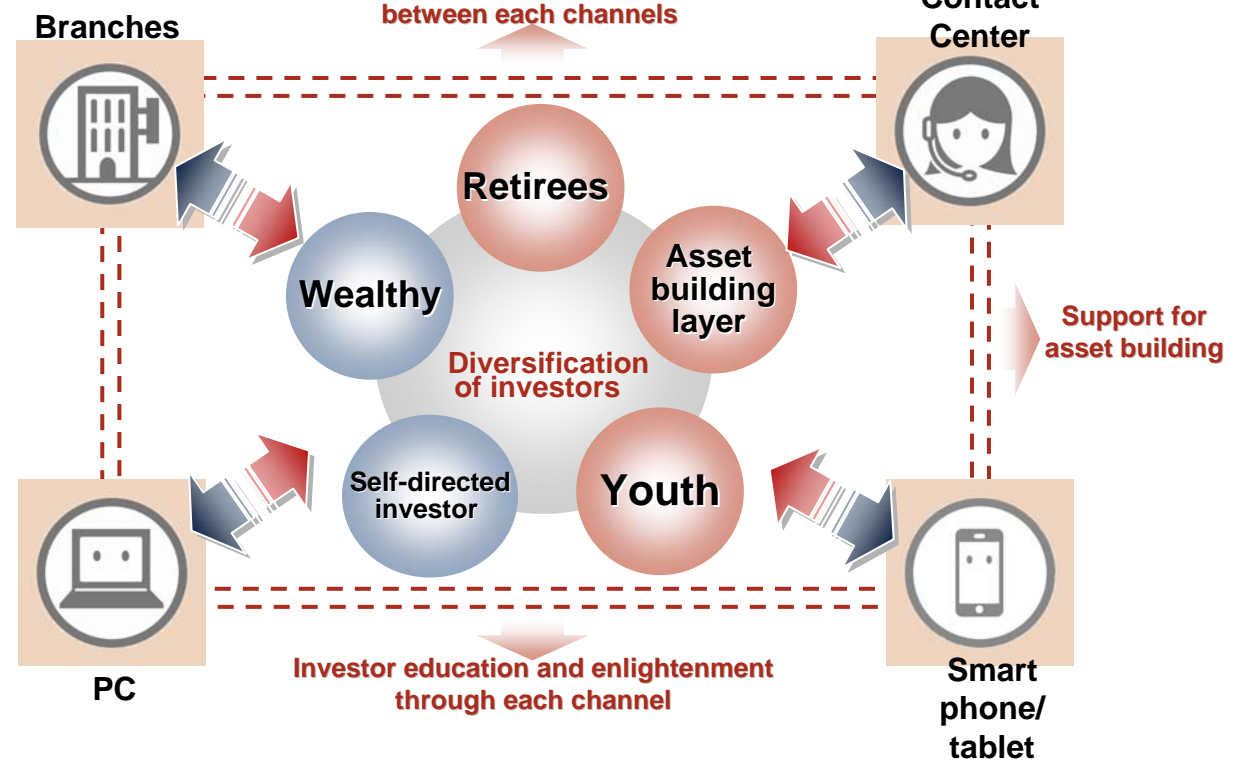 between each channels
Branches
Contact
Center
Retirees
Asset
building
layer
Wealthy
Support for
asset building
Diversification
of investors
Self-directed
investor
Youth
PC
Investor education and enlightenment
through each channel
Smart
phone/
tablet